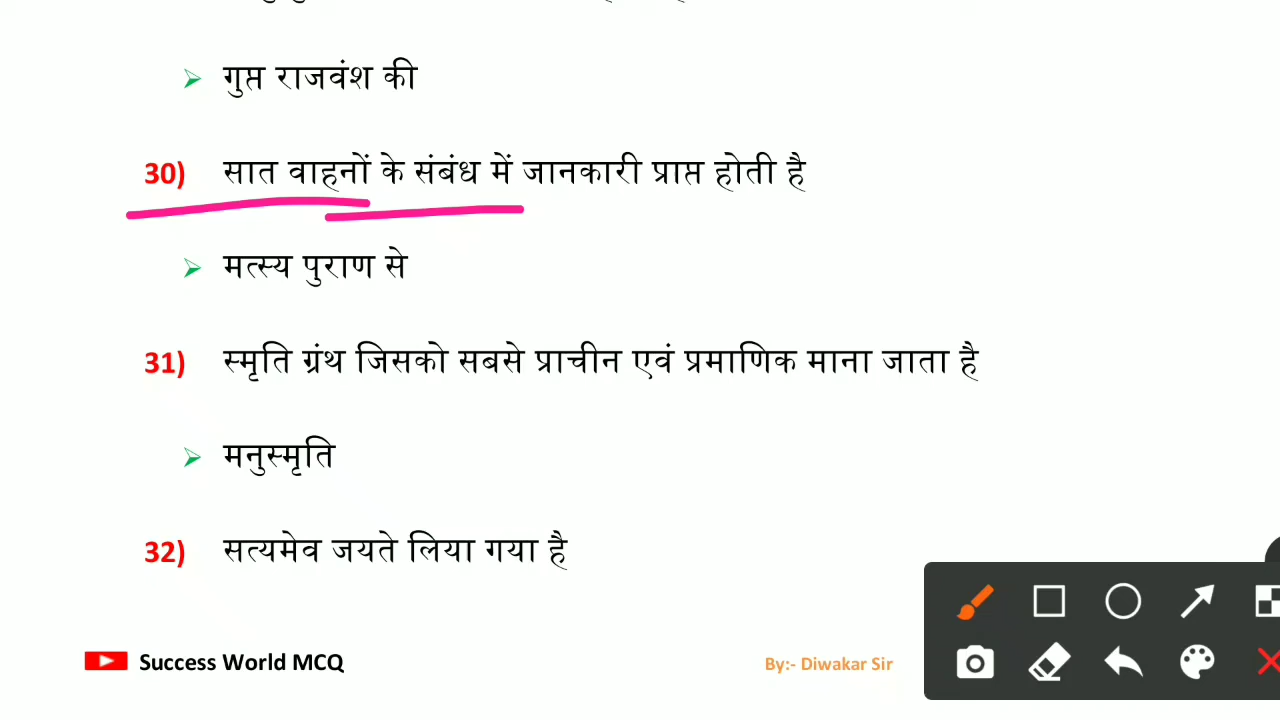 गुप्त राजवंश की
30) सात वाहनों के संबंध में जानकारी प्राप्त होती है
मत्स्य पुराण से
31) स्मृति ग्रंथ जिसको सबसे प्राचीन एवं प्रमाणिक माना जाता है
मनुस्मृति
32) सत्यमेव जयते लिया गया है
Success World MCQ
By:- Diwakar Sir